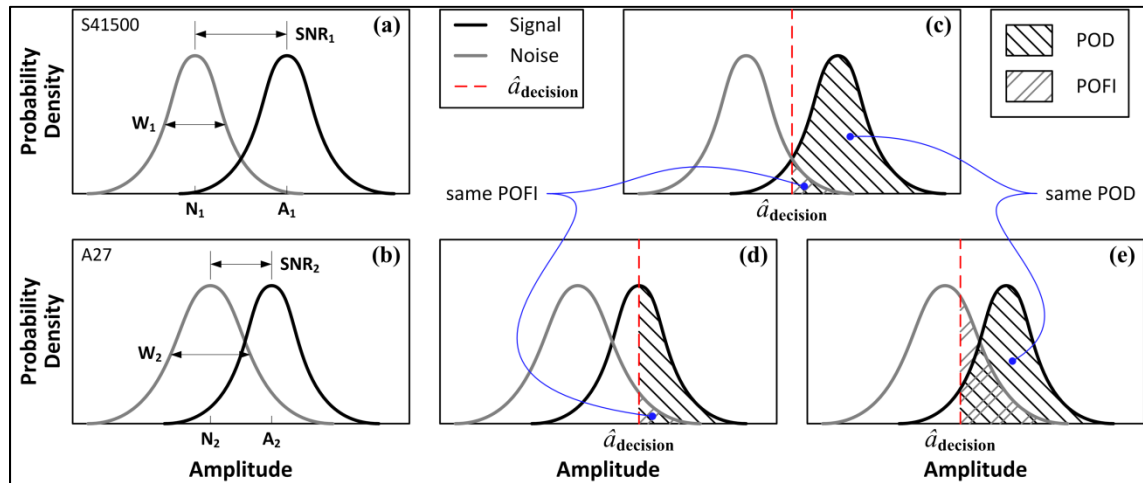 S41500
(a)
SNR₁
W₁
N₁
A₁
Probability
Density
Signal
Noise
â_decision
(c)
â_decision
POD
POFI
same POFI
same POD
A27
(b)
SNR₂
W₂
N₂
A₂
Probability
Density
Amplitude
(d)
â_decision
Amplitude
(e)
â_decision
Amplitude